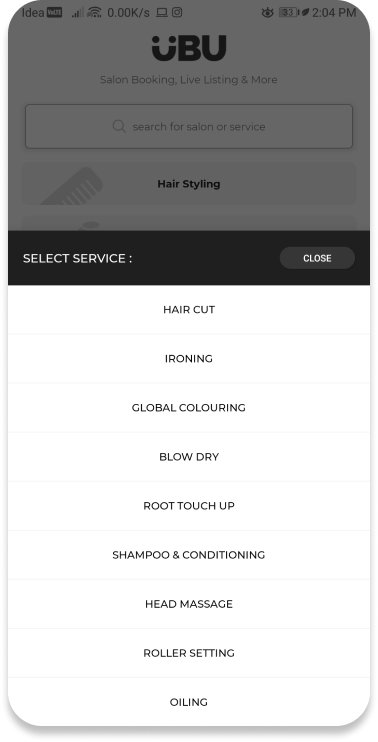 Idea VoLTE 0.00K/s 83 2:04 PM
ÜBU
Salon Booking, Live Listing & More
search for salon or service
Hair Styling
SELECT SERVICE : CLOSE
HAIR CUT
IRONING
GLOBAL COLOURING
BLOW DRY
ROOT TOUCH UP
SHAMPOO & CONDITIONING
HEAD MASSAGE
ROLLER SETTING
OILING